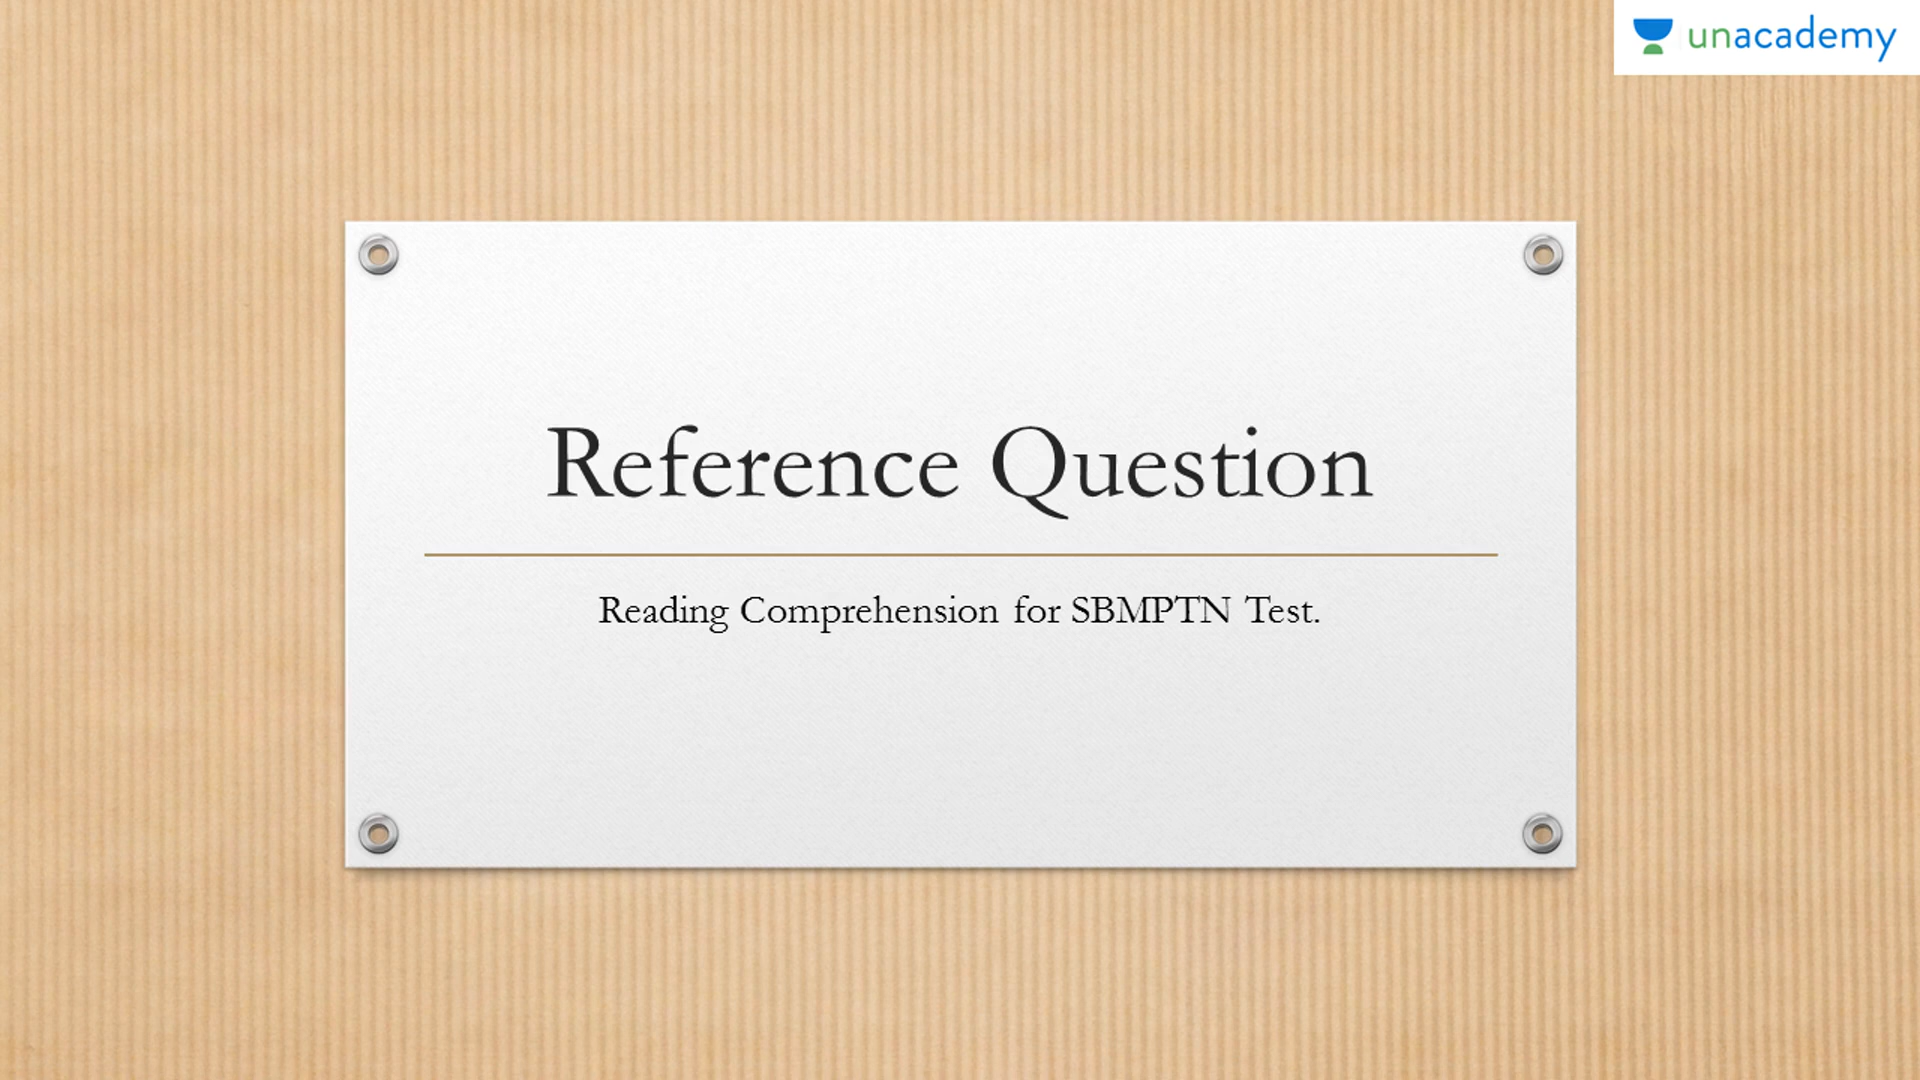 unacademy
Reference Question
Reading Comprehension for SBMPTN Test.